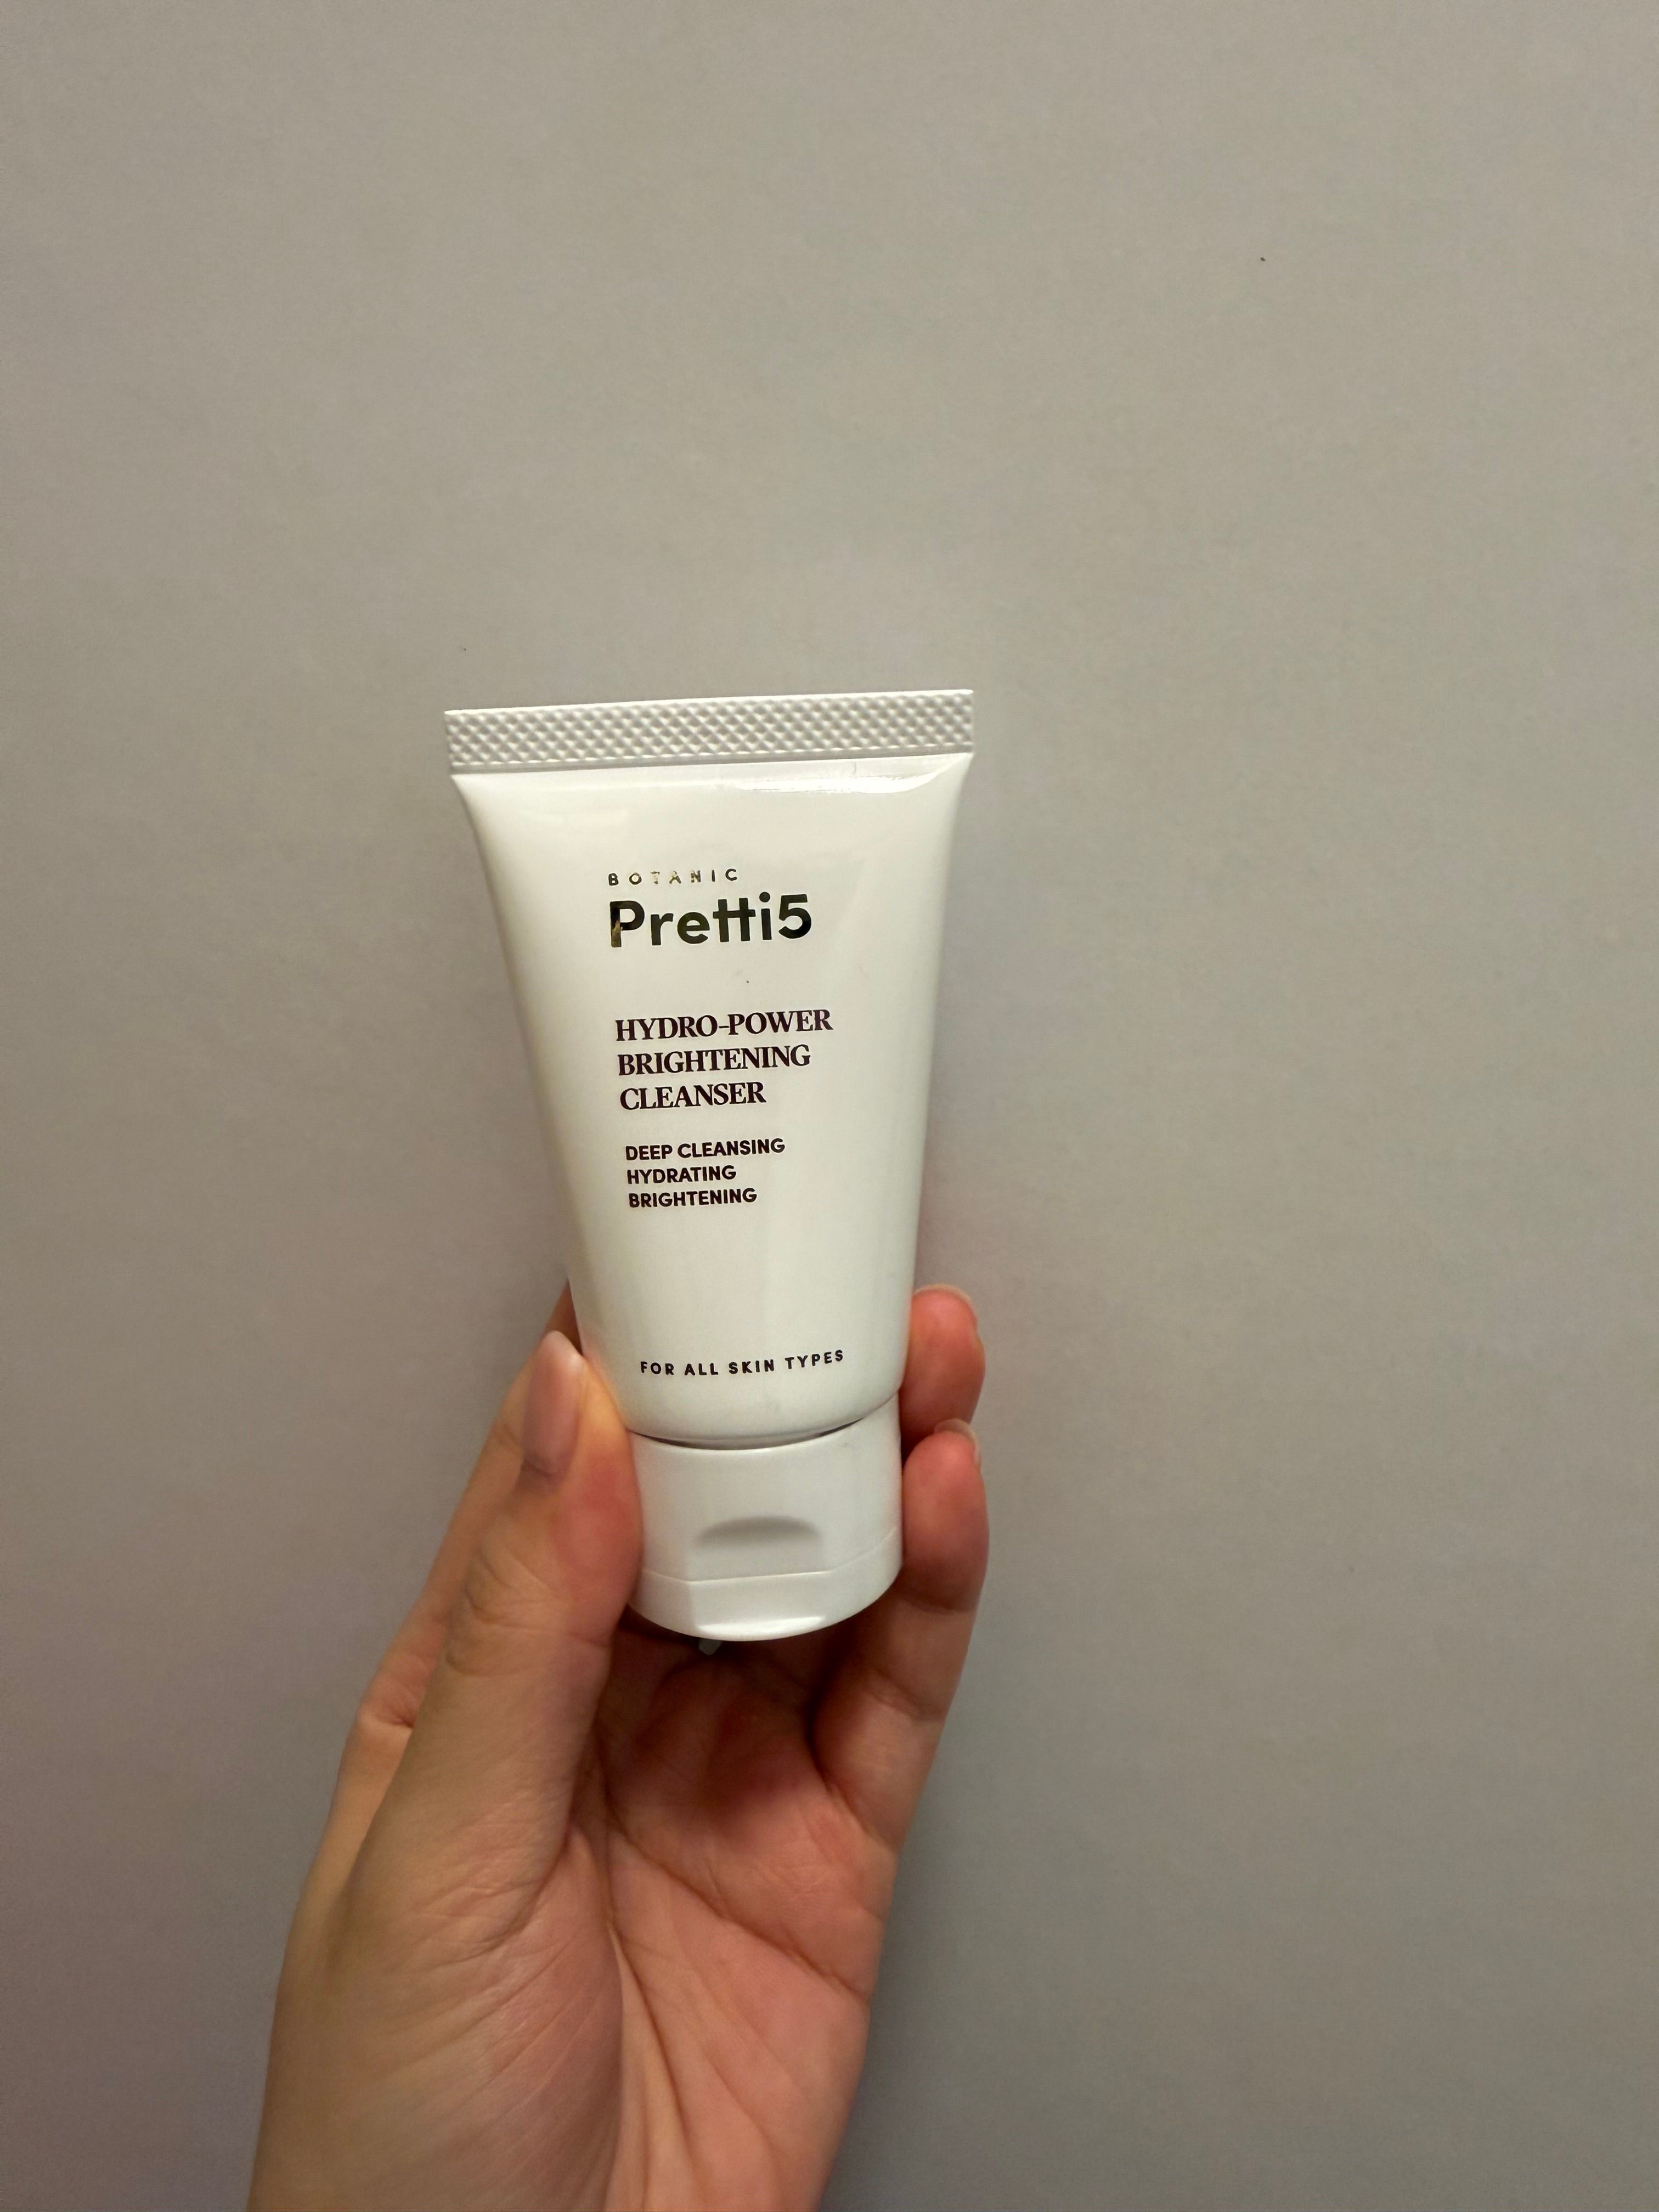 BOTANIC
Pretti5
HYDRO-POWER
BRIGHTENING
CLEANSER
DEEP CLEANSING
HYDRATING
BRIGHTENING
FOR ALL SKIN TYPES